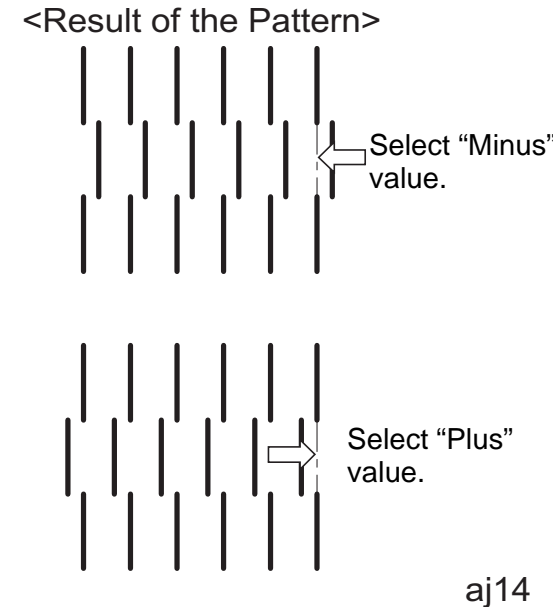 <Result of the Pattern>
Select “Minus”
value.
Select “Plus”
value.
aj14